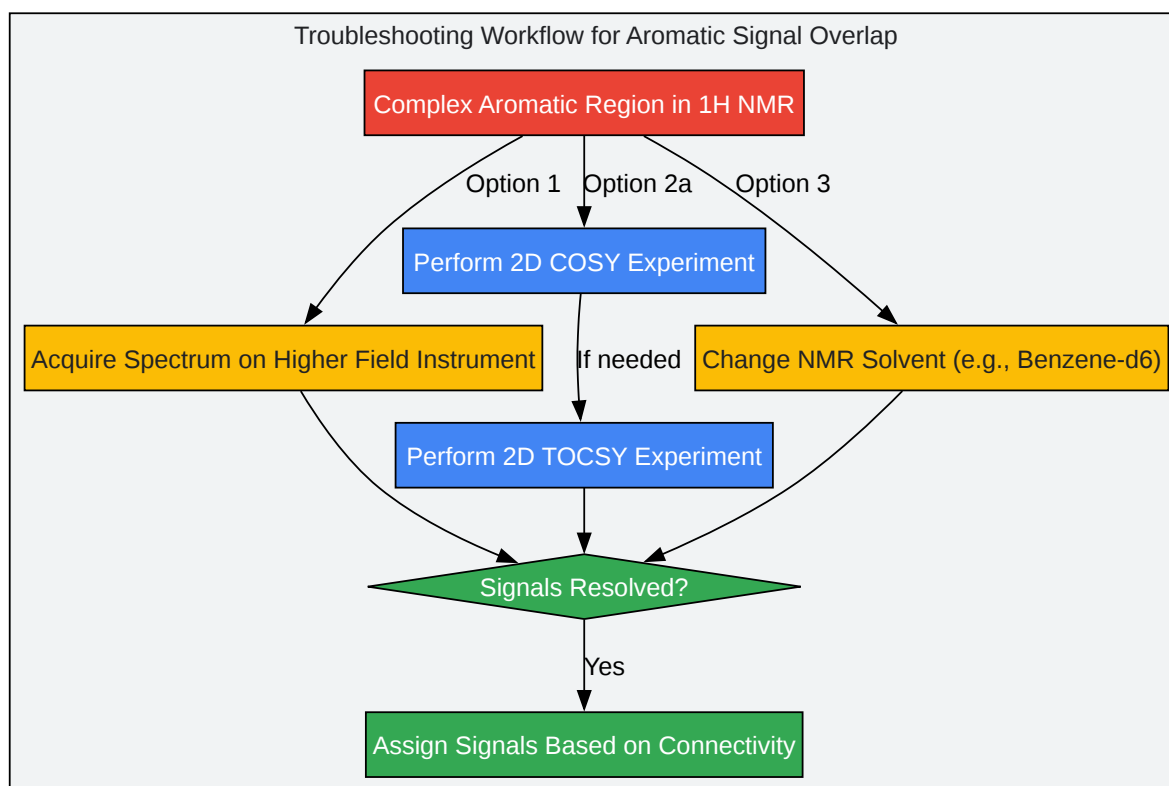 Troubleshooting Workflow for Aromatic Signal Overlap
Complex Aromatic Region in 1H NMR
Option 1
Option 2a
Option 3
Perform 2D COSY Experiment
Acquire Spectrum on Higher Field Instrument
If needed
Change NMR Solvent (e.g., Benzene-d6)
Perform 2D TOCSY Experiment
Signals Resolved?
Yes
Assign Signals Based on Connectivity